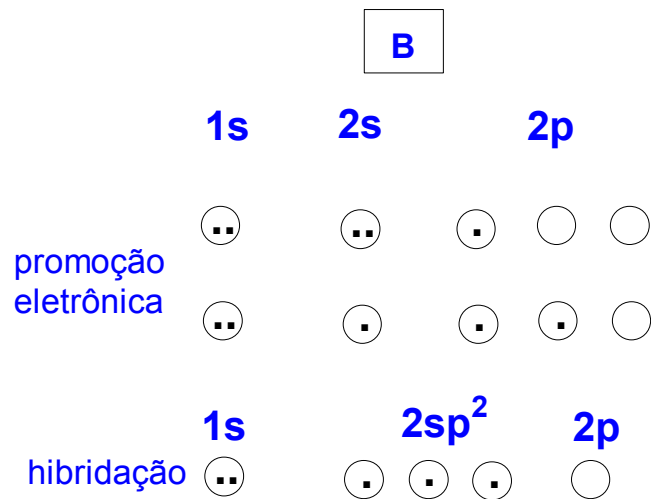 B
1s 2s 2p
promoção
eletrônica
1s 2sp² 2p
hibridação